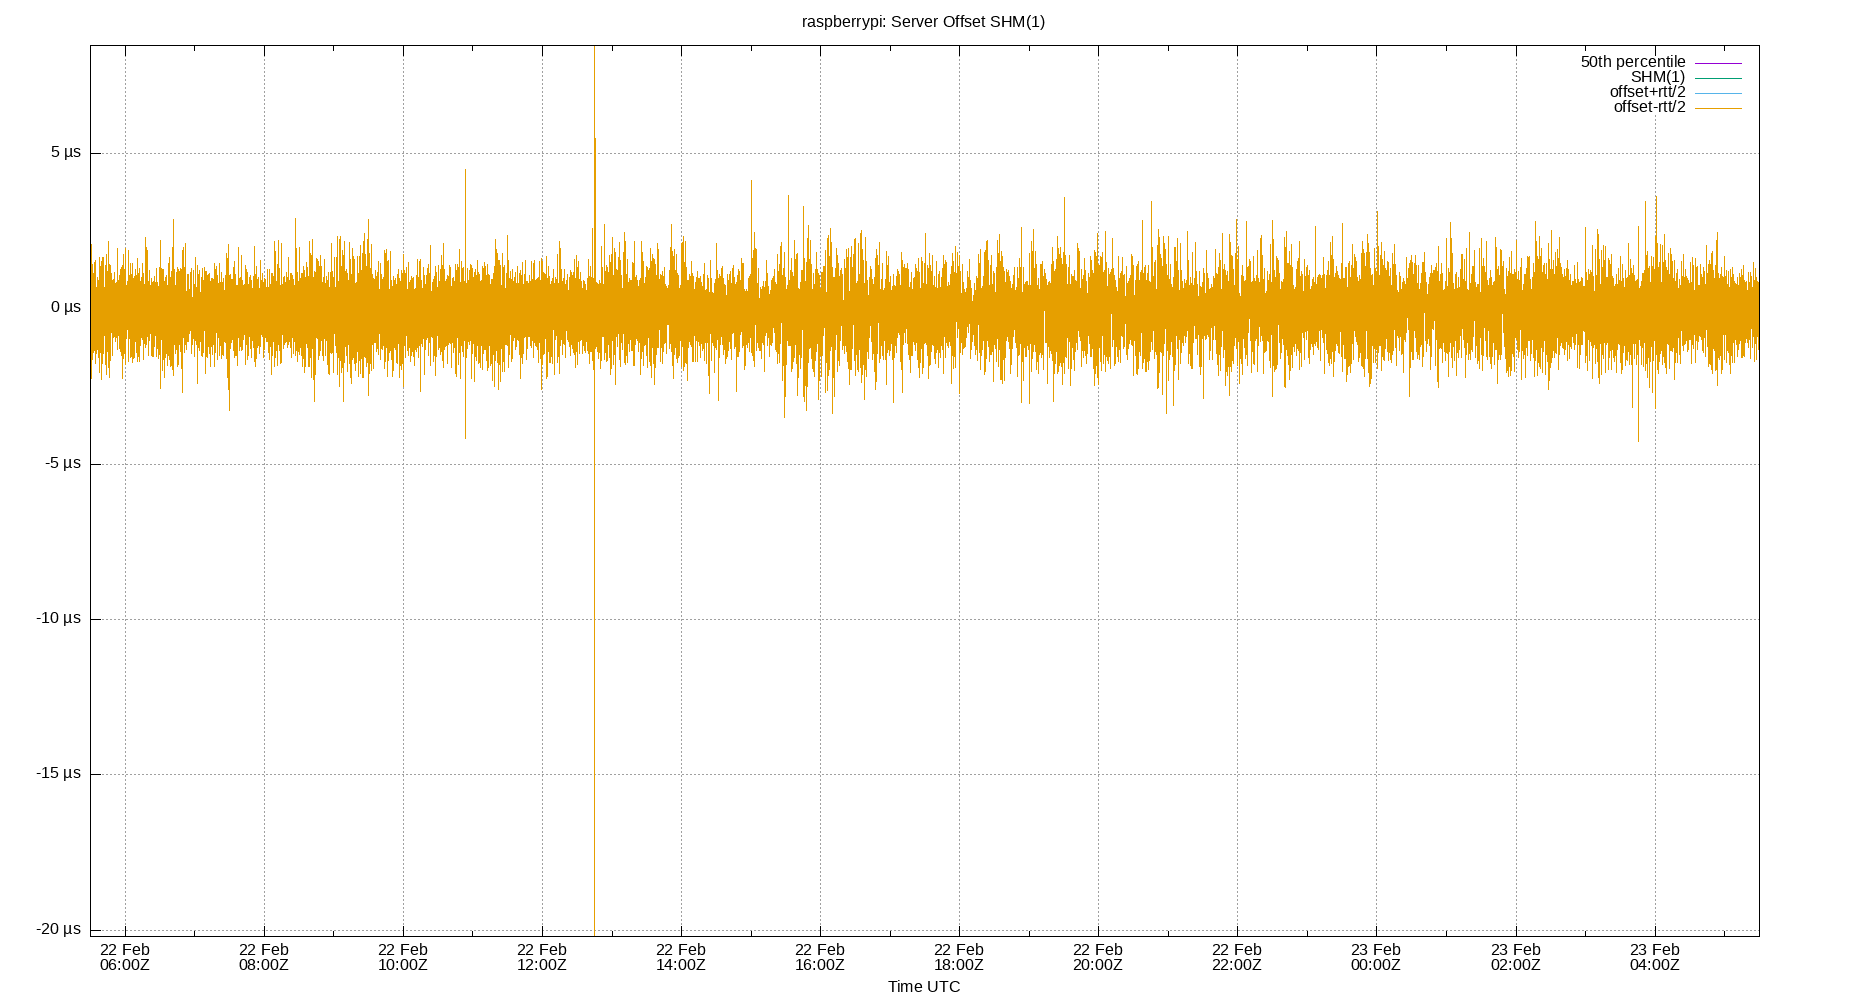 raspberrypi: Server Offset SHM(1)
50th percentile
SHM(1)
offset+rtt/2
offset-rtt/2
5 µs
0 µs
-5 µs
-10 µs
-15 µs
-20 µs
22 Feb 22 Feb 22 Feb 22 Feb 22 Feb 22 Feb 22 Feb 22 Feb 22 Feb 23 Feb 23 Feb 23 Feb
06:00Z 08:00Z 10:00Z 12:00Z 14:00Z 16:00Z 18:00Z 20:00Z 22:00Z 00:00Z 02:00Z 04:00Z
Time UTC